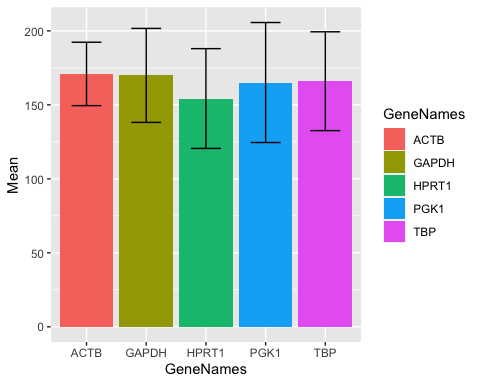 200
150
100
50
0
Mean
ACTB GAPDH HPRT1 PGK1 TBP
GeneNames
GeneNames
ACTB
GAPDH
HPRT1
PGK1
TBP